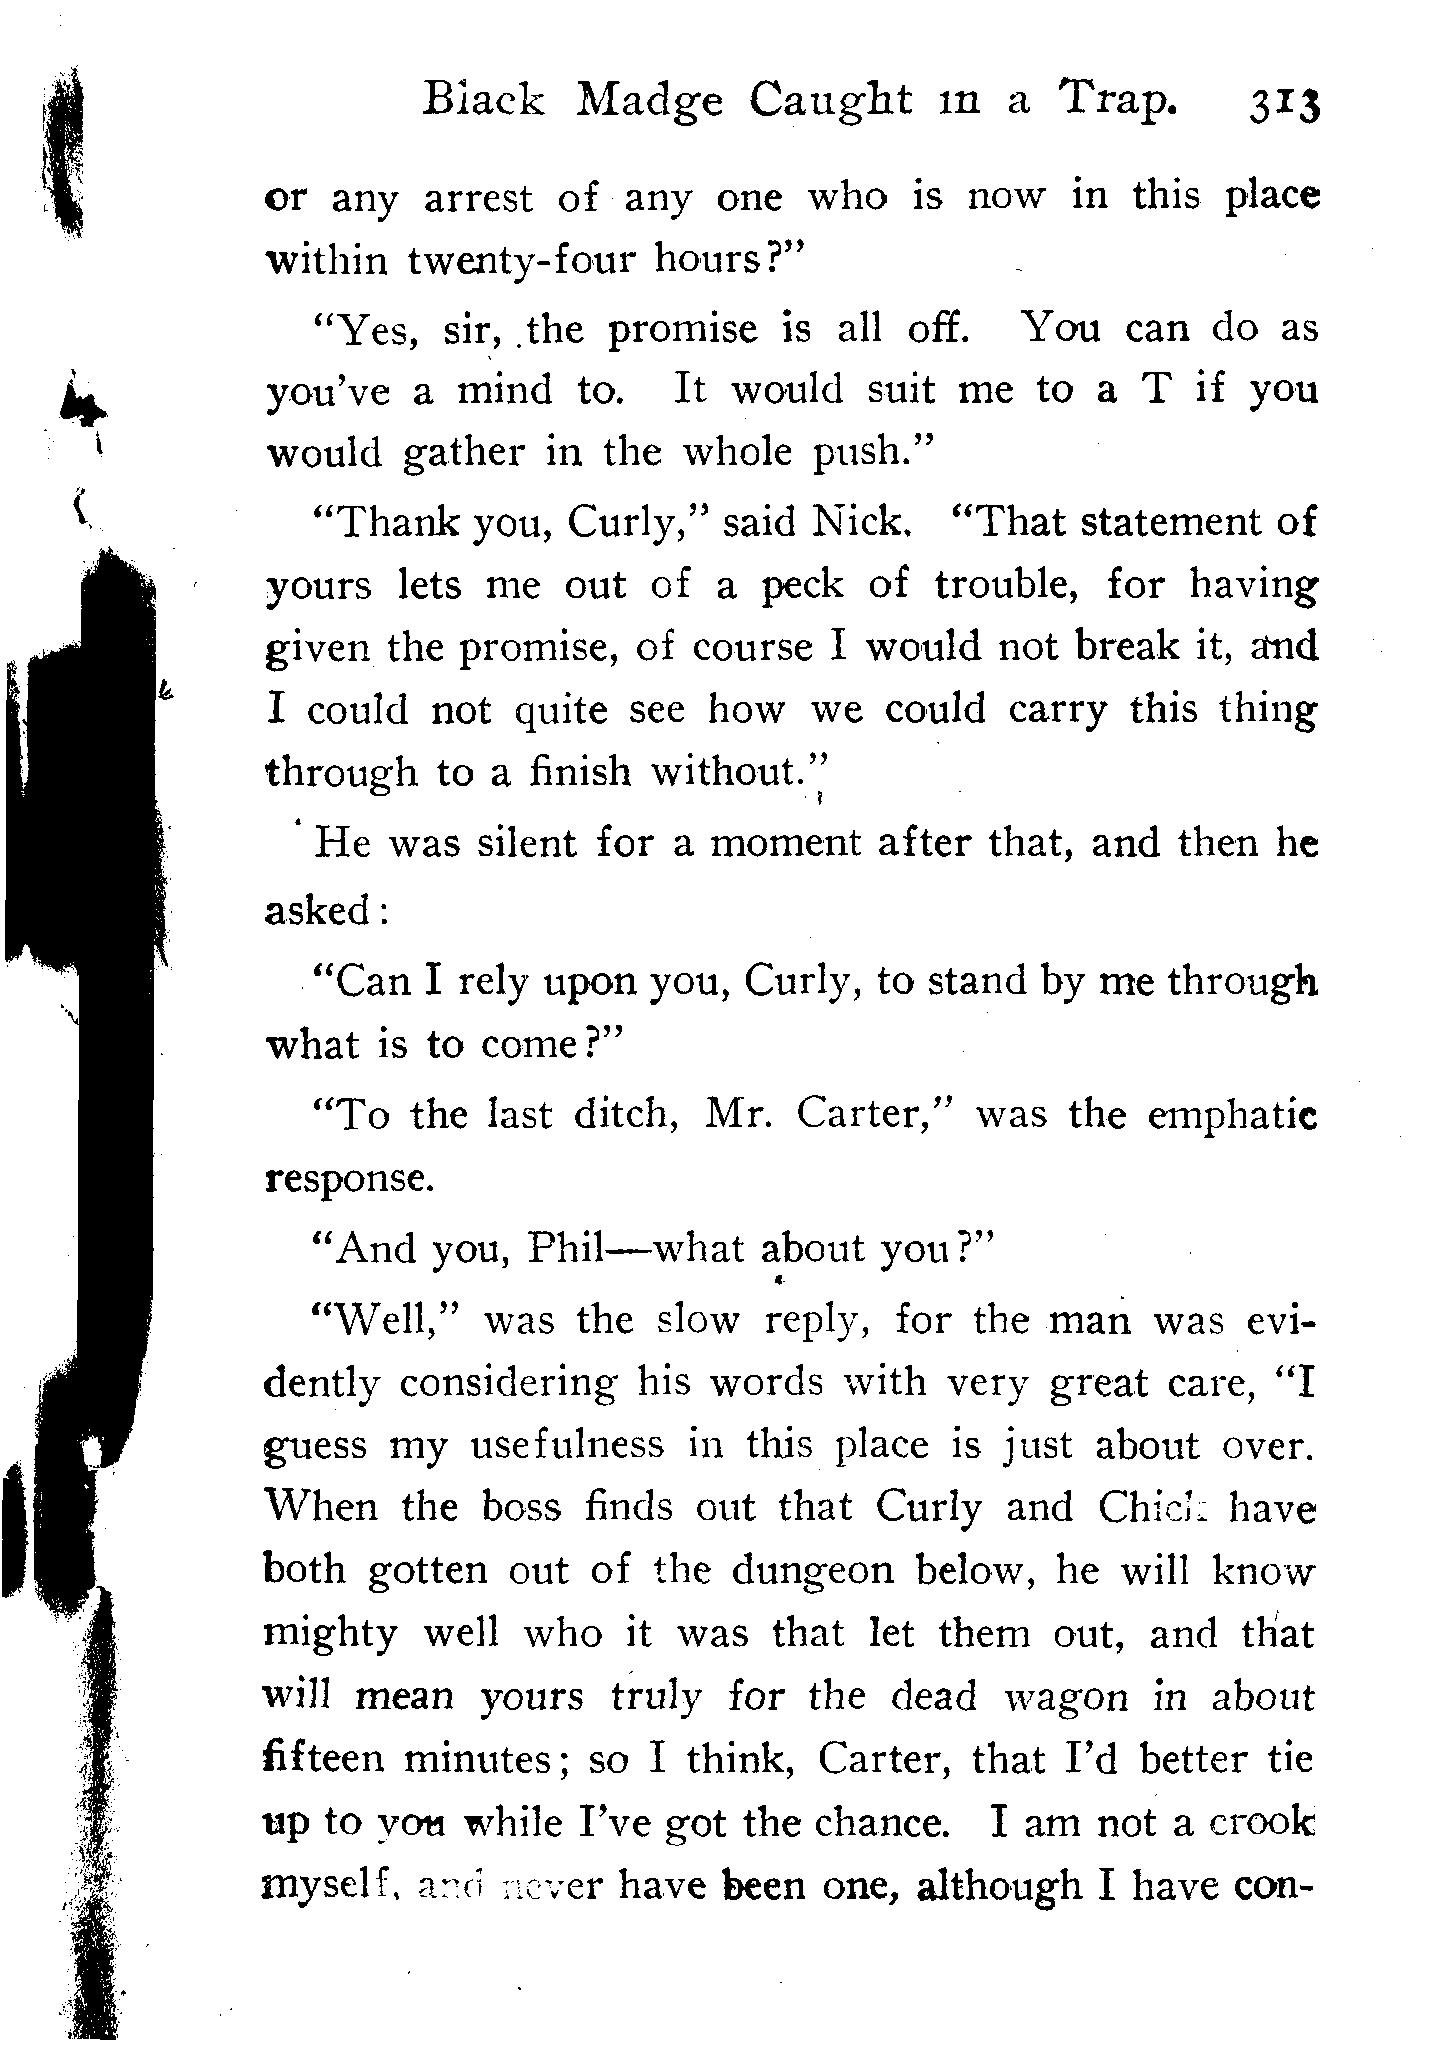 Black Madge Caught in a Trap. 313
or any arrest of any one who is now in this place
within twenty-four hours?"
"Yes, sir, the promise is all off. You can do as
you've a mind to. It would suit me to a T if you
would gather in the whole push."
"Thank you, Curly," said Nick. "That statement of
yours lets me out of a peck of trouble, for having
given the promise, of course I would not break it, and
I could not quite see how we could carry this thing
through to a finish without."
He was silent for a moment after that, and then he
asked:
"Can I rely upon you, Curly, to stand by me through
what is to come?"
"To the last ditch, Mr. Carter," was the emphatic
response.
"And you, Phil—what about you?"
"Well," was the slow reply, for the man was evi-
dently considering his words with very great care, "I
guess my usefulness in this place is just about over.
When the boss finds out that Curly and Chick have
both gotten out of the dungeon below, he will know
mighty well who it was that let them out, and that
will mean yours truly for the dead wagon in about
fifteen minutes; so I think, Carter, that I'd better tie
up to you while I've got the chance. I am not a crook
myself, and never have been one, although I have con-